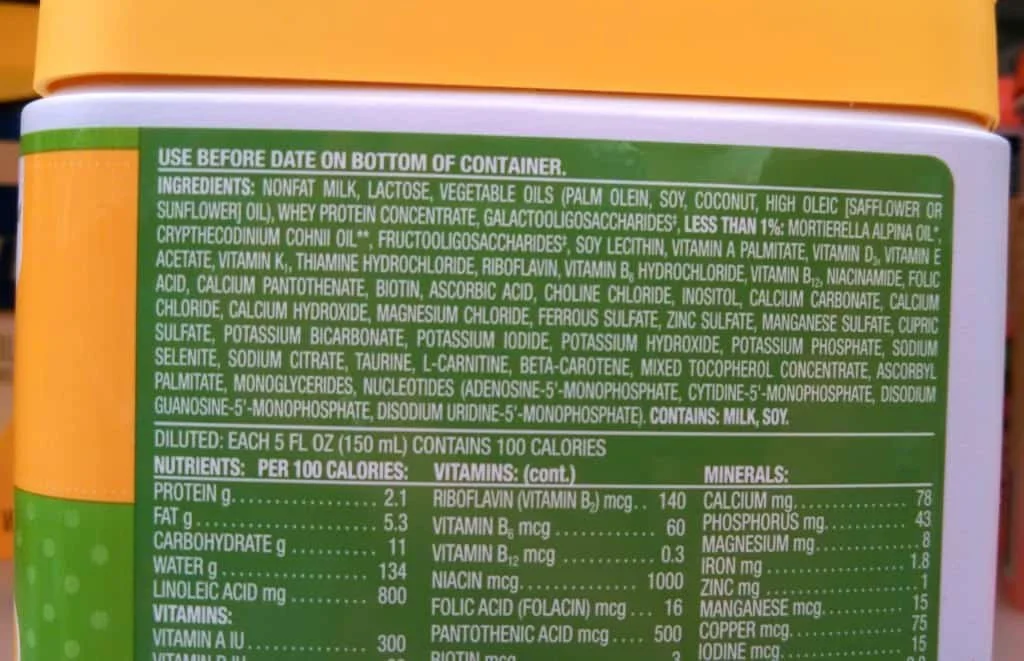 USE BEFORE DATE ON BOTTOM OF CONTAINER.
INGREDIENTS: NONFAT MILK, LACTOSE, VEGETABLE OILS (PALM OLEIN, SOY, COCONUT, HIGH OLEIC [SAFFLOWER OR
SUNFLOWER] OIL), WHEY PROTEIN CONCENTRATE, GALACTOOLIGOSACCHARIDES‡, LESS THAN 1%: MORTIERELLA ALPINA OIL*,
CRYPTHECODINIUM COHNII OIL**, FRUCTOOLIGOSACCHARIDES‡, SOY LECITHIN, VITAMIN A PALMITATE, VITAMIN D₃, VITAMIN E
ACETATE, VITAMIN K₁, THIAMINE HYDROCHLORIDE, RIBOFLAVIN, VITAMIN B₆ HYDROCHLORIDE, VITAMIN B₁₂, NIACINAMIDE, FOLIC
ACID, CALCIUM PANTOTHENATE, BIOTIN, ASCORBIC ACID, CHOLINE CHLORIDE, INOSITOL, CALCIUM CARBONATE, CALCIUM
CHLORIDE, CALCIUM HYDROXIDE, MAGNESIUM CHLORIDE, FERROUS SULFATE, ZINC SULFATE, MANGANESE SULFATE, CUPRIC
SULFATE, POTASSIUM BICARBONATE, POTASSIUM IODIDE, POTASSIUM HYDROXIDE, POTASSIUM PHOSPHATE, SODIUM
SELENITE, SODIUM CITRATE, TAURINE, L-CARNITINE, BETA-CAROTENE, MIXED TOCOPHEROL CONCENTRATE, ASCORBYL
PALMITATE, MONOGLYCERIDES, NUCLEOTIDES (ADENOSINE-5'-MONOPHOSPHATE, CYTIDINE-5'-MONOPHOSPHATE, DISODIUM
GUANOSINE-5'-MONOPHOSPHATE, DISODIUM URIDINE-5'-MONOPHOSPHATE). CONTAINS: MILK, SOY.
DILUTED: EACH 5 FL OZ (150 mL) CONTAINS 100 CALORIES
NUTRIENTS: PER 100 CALORIES:
PROTEIN g 2.1
FAT g 5.3
CARBOHYDRATE g 11
WATER g 134
LINOLEIC ACID mg 800
VITAMINS:
VITAMIN A IU 300
VITAMIN D IU
VITAMINS: (cont.)
RIBOFLAVIN (VITAMIN B₂) mcg 140
VITAMIN B₆ mcg 60
VITAMIN B₁₂ mcg 0.3
NIACIN mcg 1000
FOLIC ACID (FOLACIN) mcg 16
PANTOTHENIC ACID mcg 500
BIOTIN mcg 3
MINERALS:
CALCIUM mg 78
PHOSPHORUS mg 43
MAGNESIUM mg 8
IRON mg 1.8
ZINC mg 1
MANGANESE mcg 15
COPPER mcg 75
IODINE mcg 15